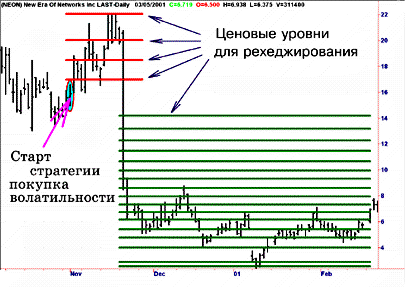 (NEON) New Era Of Networks Inc LAST-Daily 03/05/2001 C=6,719 O=6,500 H=6,938 L=6,375 V=311400
Ценовые уровни
для рехеджирования
22
20
18
16
14
12
10
8
6
4
Старт
стратегии
покупка
волатильности
Nov
Dec
01
Feb